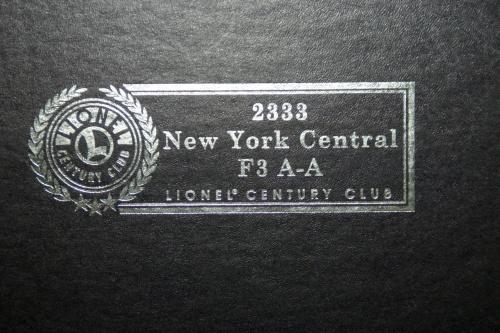 LIONEL
L
CENTURY CLUB
2333
New York Central
F3 A-A
LIONEL® CENTURY CLUB